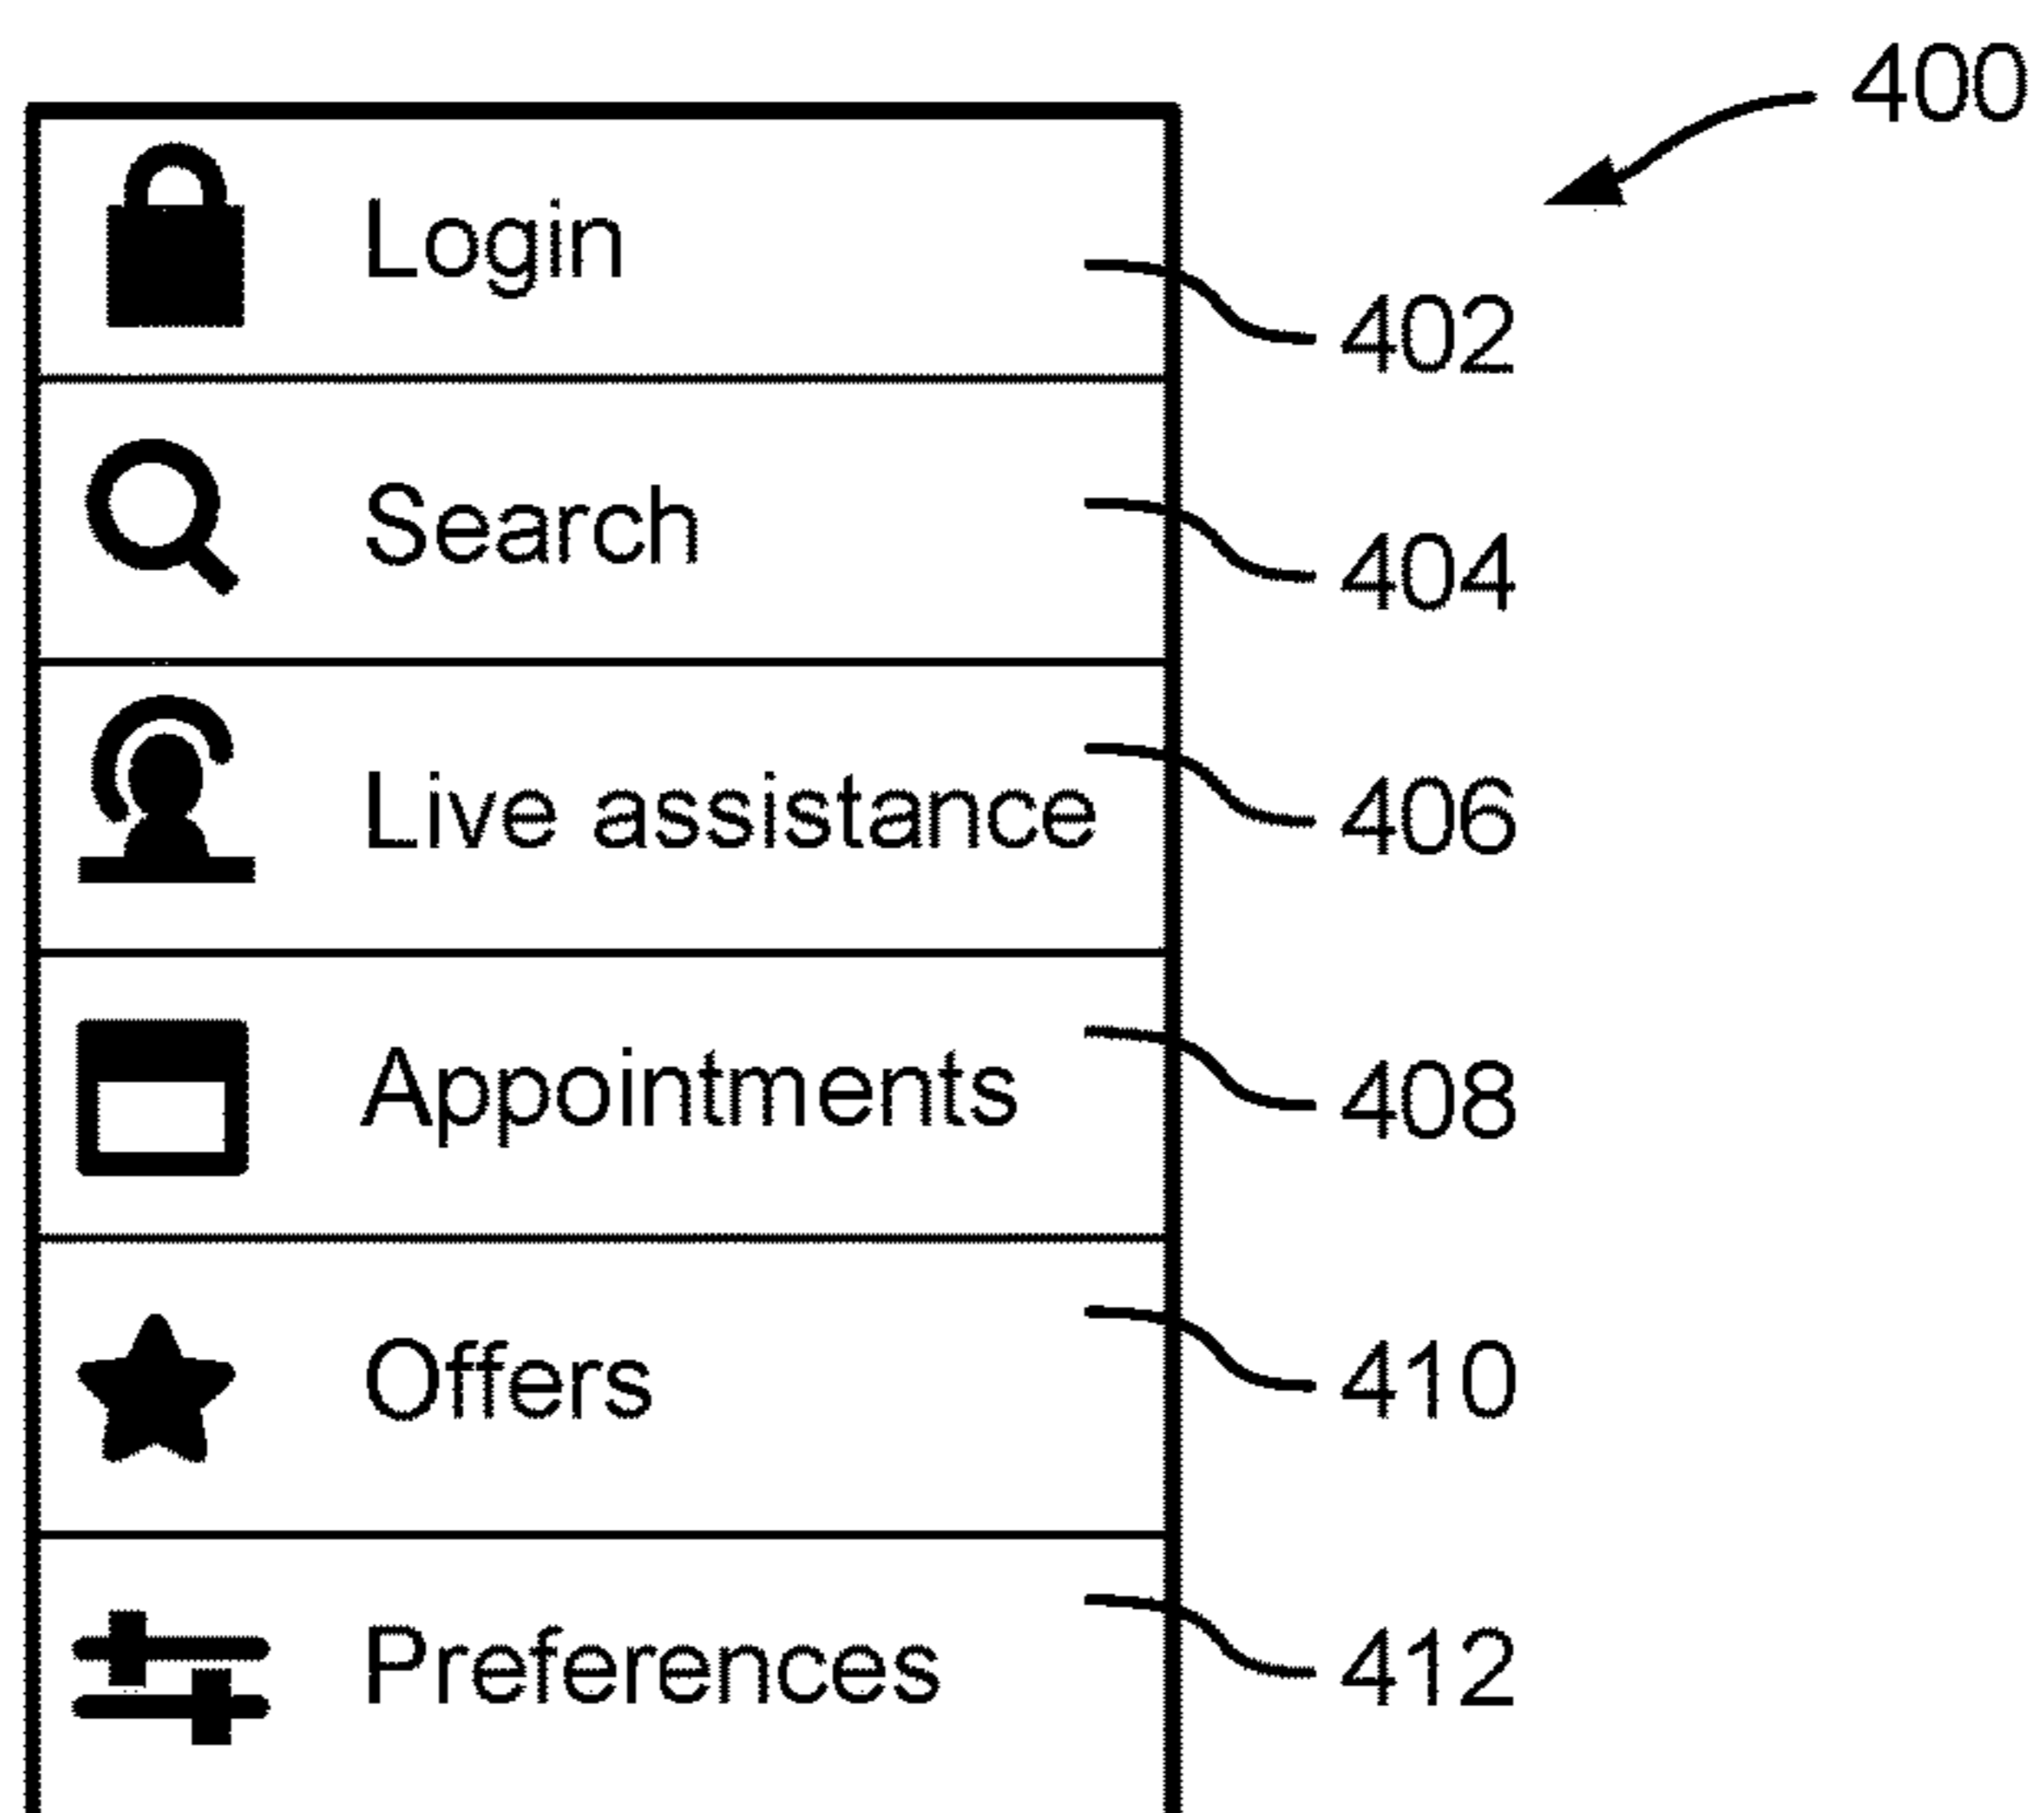 400
Login
402
Search
404
Live assistance
406
Appointments
408
Offers
410
Preferences
412